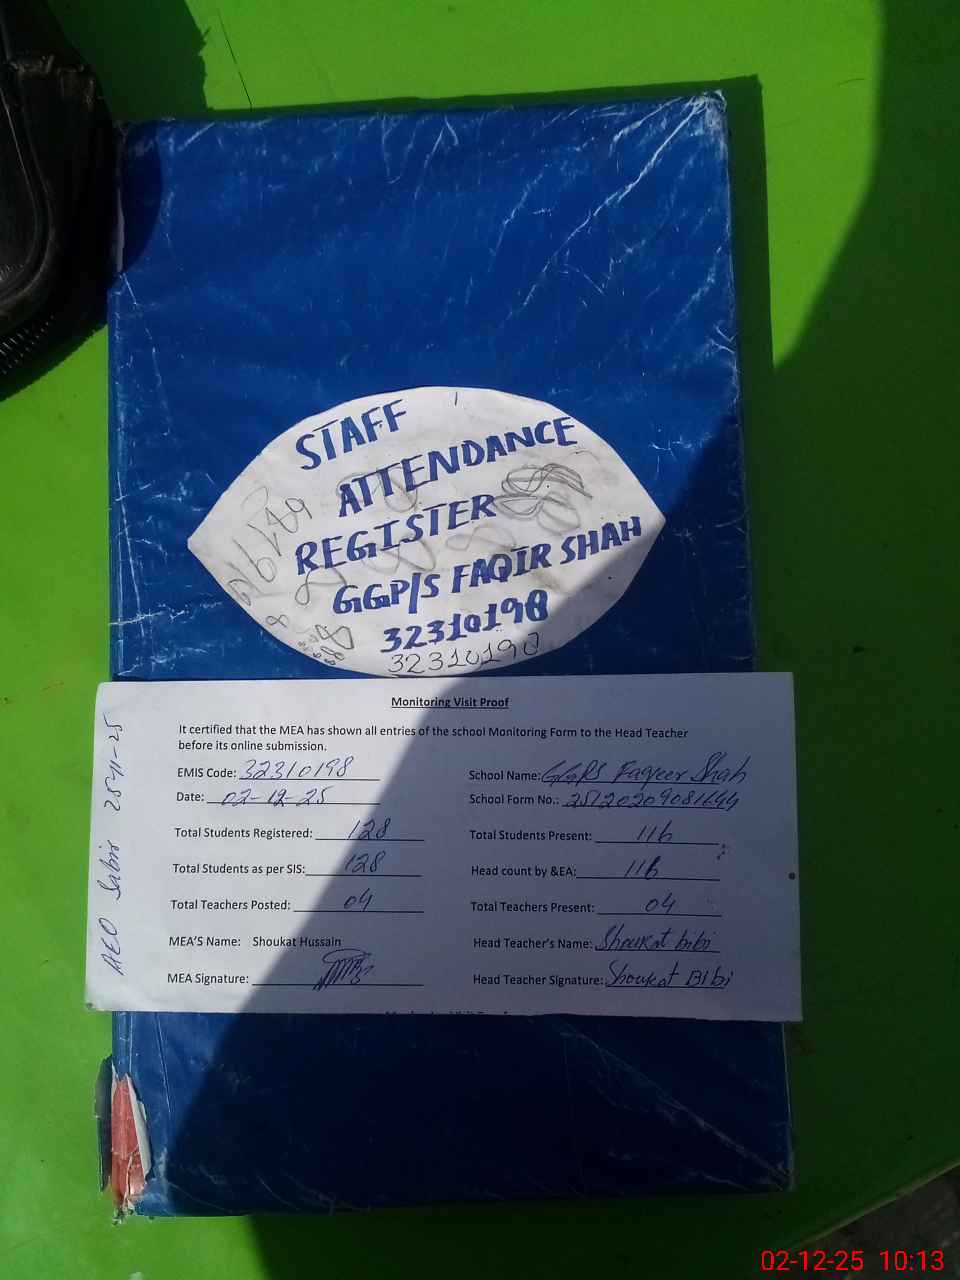 STAFF
ATTENDANCE
REGISTER
GGP/S FAQIR SHAH
32310198
32310190
Monitoring Visit Proof
It certified that the MEA has shown all entries of the school Monitoring Form to the Head Teacher
before its online submission.
EMIS Code: 32310198
School Name: GGPS Faqeer Shah
Date: 02-12-25
School Form No.: 25120209081644
Total Students Registered: 128
Total Students Present: 116
Total Students as per SIS: 128
Head count by &EA: 116
Total Teachers Posted: 04
Total Teachers Present: 04
MEA'S Name: Shoukat Hussain
Head Teacher's Name: Shoukat bibi
MEA Signature:
Head Teacher Signature: Shoukat Bibi
AEO Sabir 25-11-25
02-12-25 10:13